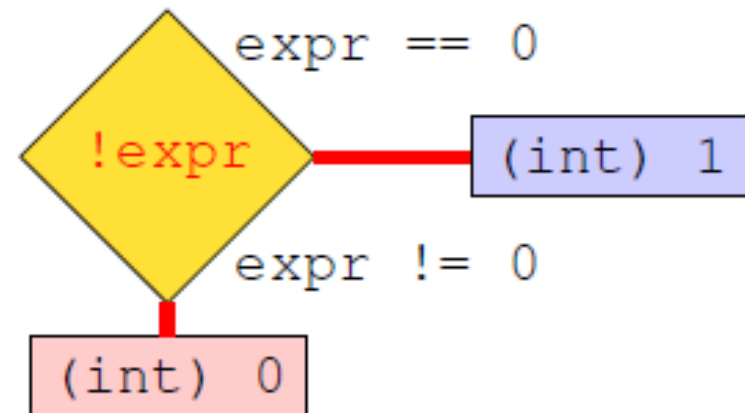 expr == 0
!expr
(int) 1
expr != 0
(int) 0